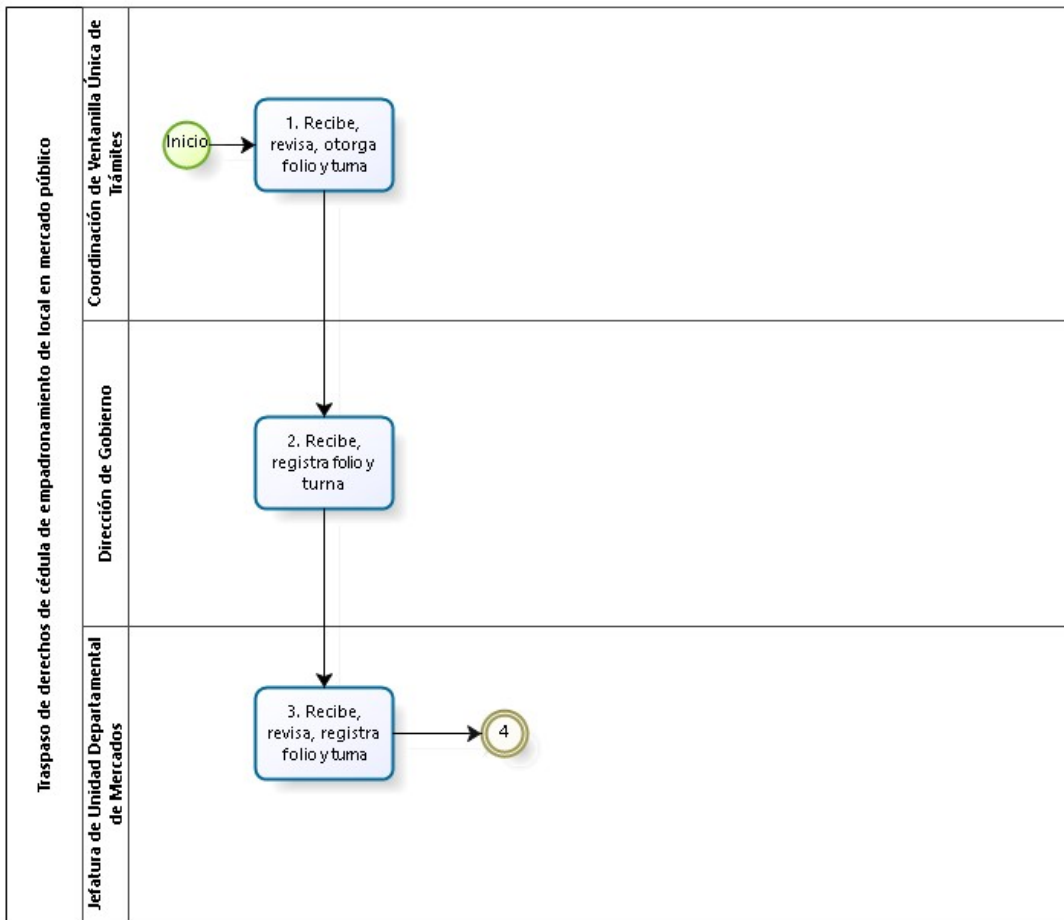 Traspaso de derechos de cédula de empadronamiento de local en mercado público
Coordinación de Ventanilla Única de
Trámites
Inicio
1. Recibe,
revisa, otorga
folio y turna
Dirección de Gobierno
2. Recibe,
registra folio y
turna
Jefatura de Unidad Departamental
de Mercados
3. Recibe,
revisa, registra
folio y turna
4